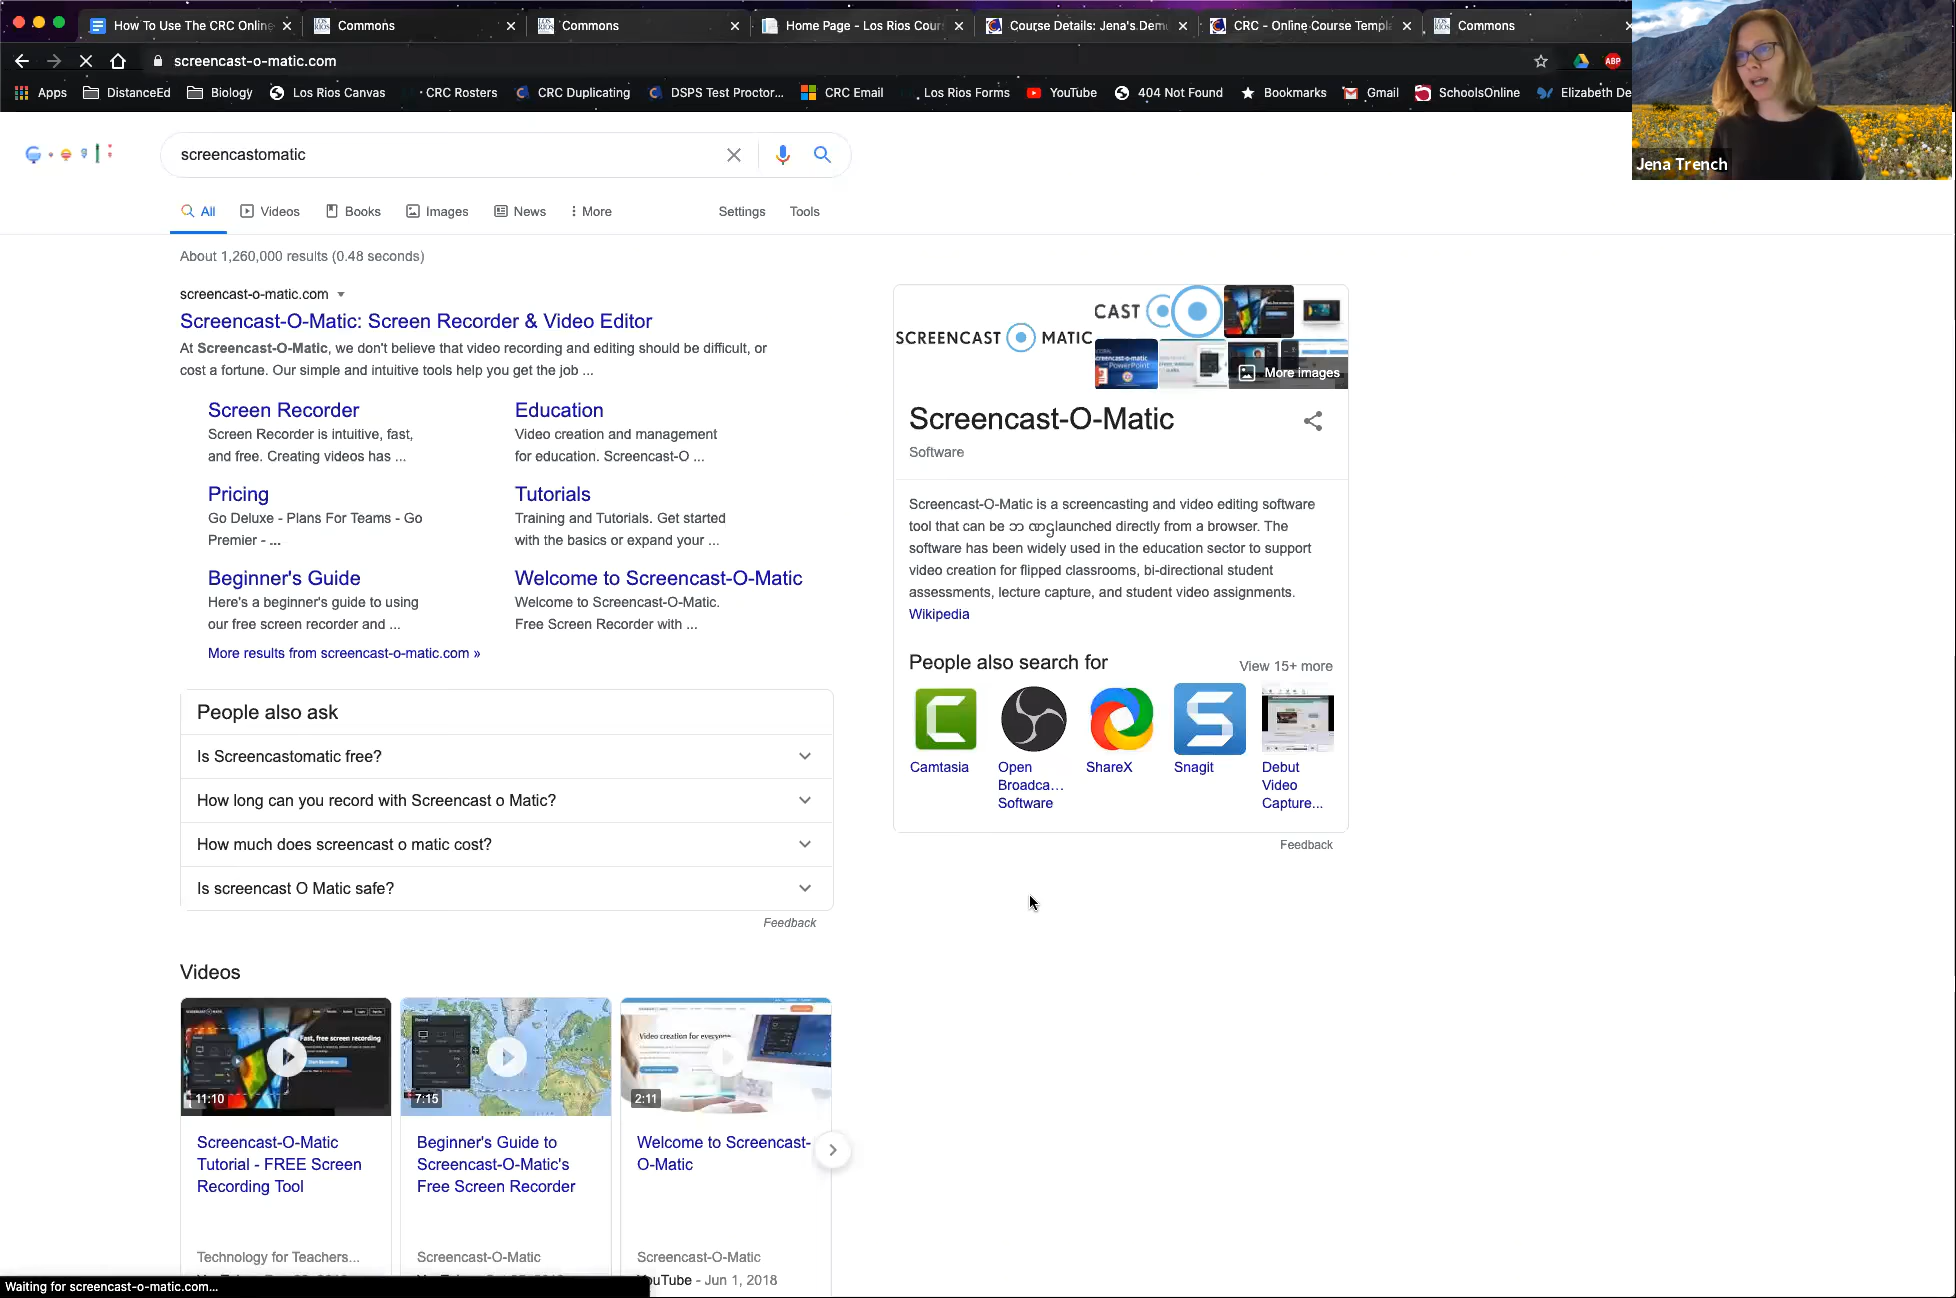 How To Use The CRC Online
Commons
Commons
Home Page - Los Rios Cour
Course Details: Jena's Dem
CRC - Online Course Templ
Commons
screencast-o-matic.com
ABP
Apps
DistanceEd
Biology
Los Rios Canvas
CRC Rosters
CRC Duplicating
DSPS Test Proctor...
CRC Email
Los Rios Forms
YouTube
404 Not Found
Bookmarks
Gmail
SchoolsOnline
Elizabeth De
Jena Trench
screencastomatic
All
Videos
Books
Images
News
More
Settings
Tools
About 1,260,000 results (0.48 seconds)
screencast-o-matic.com
Screencast-O-Matic: Screen Recorder & Video Editor
At Screencast-O-Matic, we don't believe that video recording and editing should be difficult, or
cost a fortune. Our simple and intuitive tools help you get the job ...
Screen Recorder
Screen Recorder is intuitive, fast,
and free. Creating videos has ...
Education
Video creation and management
for education. Screencast-O ...
Pricing
Go Deluxe - Plans For Teams - Go
Premier - ...
Tutorials
Training and Tutorials. Get started
with the basics or expand your ...
Beginner's Guide
Here's a beginner's guide to using
our free screen recorder and ...
Welcome to Screencast-O-Matic
Welcome to Screencast-O-Matic.
Free Screen Recorder with ...
More results from screencast-o-matic.com »
People also ask
Is Screencastomatic free?
How long can you record with Screencast o Matic?
How much does screencast o matic cost?
Is screencast O Matic safe?
Feedback
Videos
11:10
7:15
Video creation for everyone
2:11
Screencast-O-Matic
Tutorial - FREE Screen
Recording Tool
Beginner's Guide to
Screencast-O-Matic's
Free Screen Recorder
Welcome to Screencast-
O-Matic
Technology for Teachers...
Screencast-O-Matic
Screencast-O-Matic
YouTube - Jun 1, 2018
Waiting for screencast-o-matic.com...
SCREENCAST MATIC
CAST
More images
Screencast-O-Matic
Software
Screencast-O-Matic is a screencasting and video editing software
tool that can be launched directly from a browser. The
software has been widely used in the education sector to support
video creation for flipped classrooms, bi-directional student
assessments, lecture capture, and student video assignments.
Wikipedia
People also search for
View 15+ more
Camtasia
Open
Broadca...
Software
ShareX
Snagit
Debut
Video
Capture...
Feedback